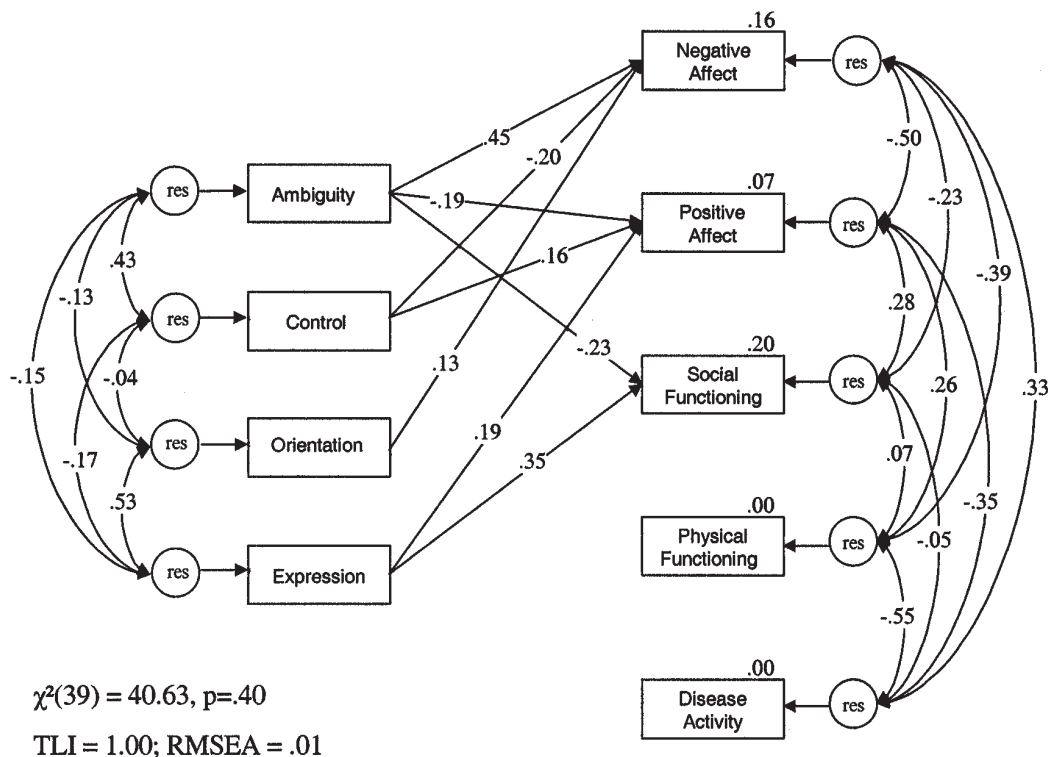 .16
Negative
Affect
res
.45
-.20
-.50
res
Ambiguity
-.19
.07
Positive
Affect
res
-.23
.43
-.13
.16
-.39
.28
res
Control
-.23
.20
Social
Functioning
res
-.15
-.04
.13
.26
.33
res
Orientation
.19
.35
.07
-.17
.53
.00
Physical
Functioning
res
-.35
-.05
res
Expression
-.55
.00
Disease
Activity
res
χ²(39) = 40.63, p=.40
TLI = 1.00; RMSEA = .01